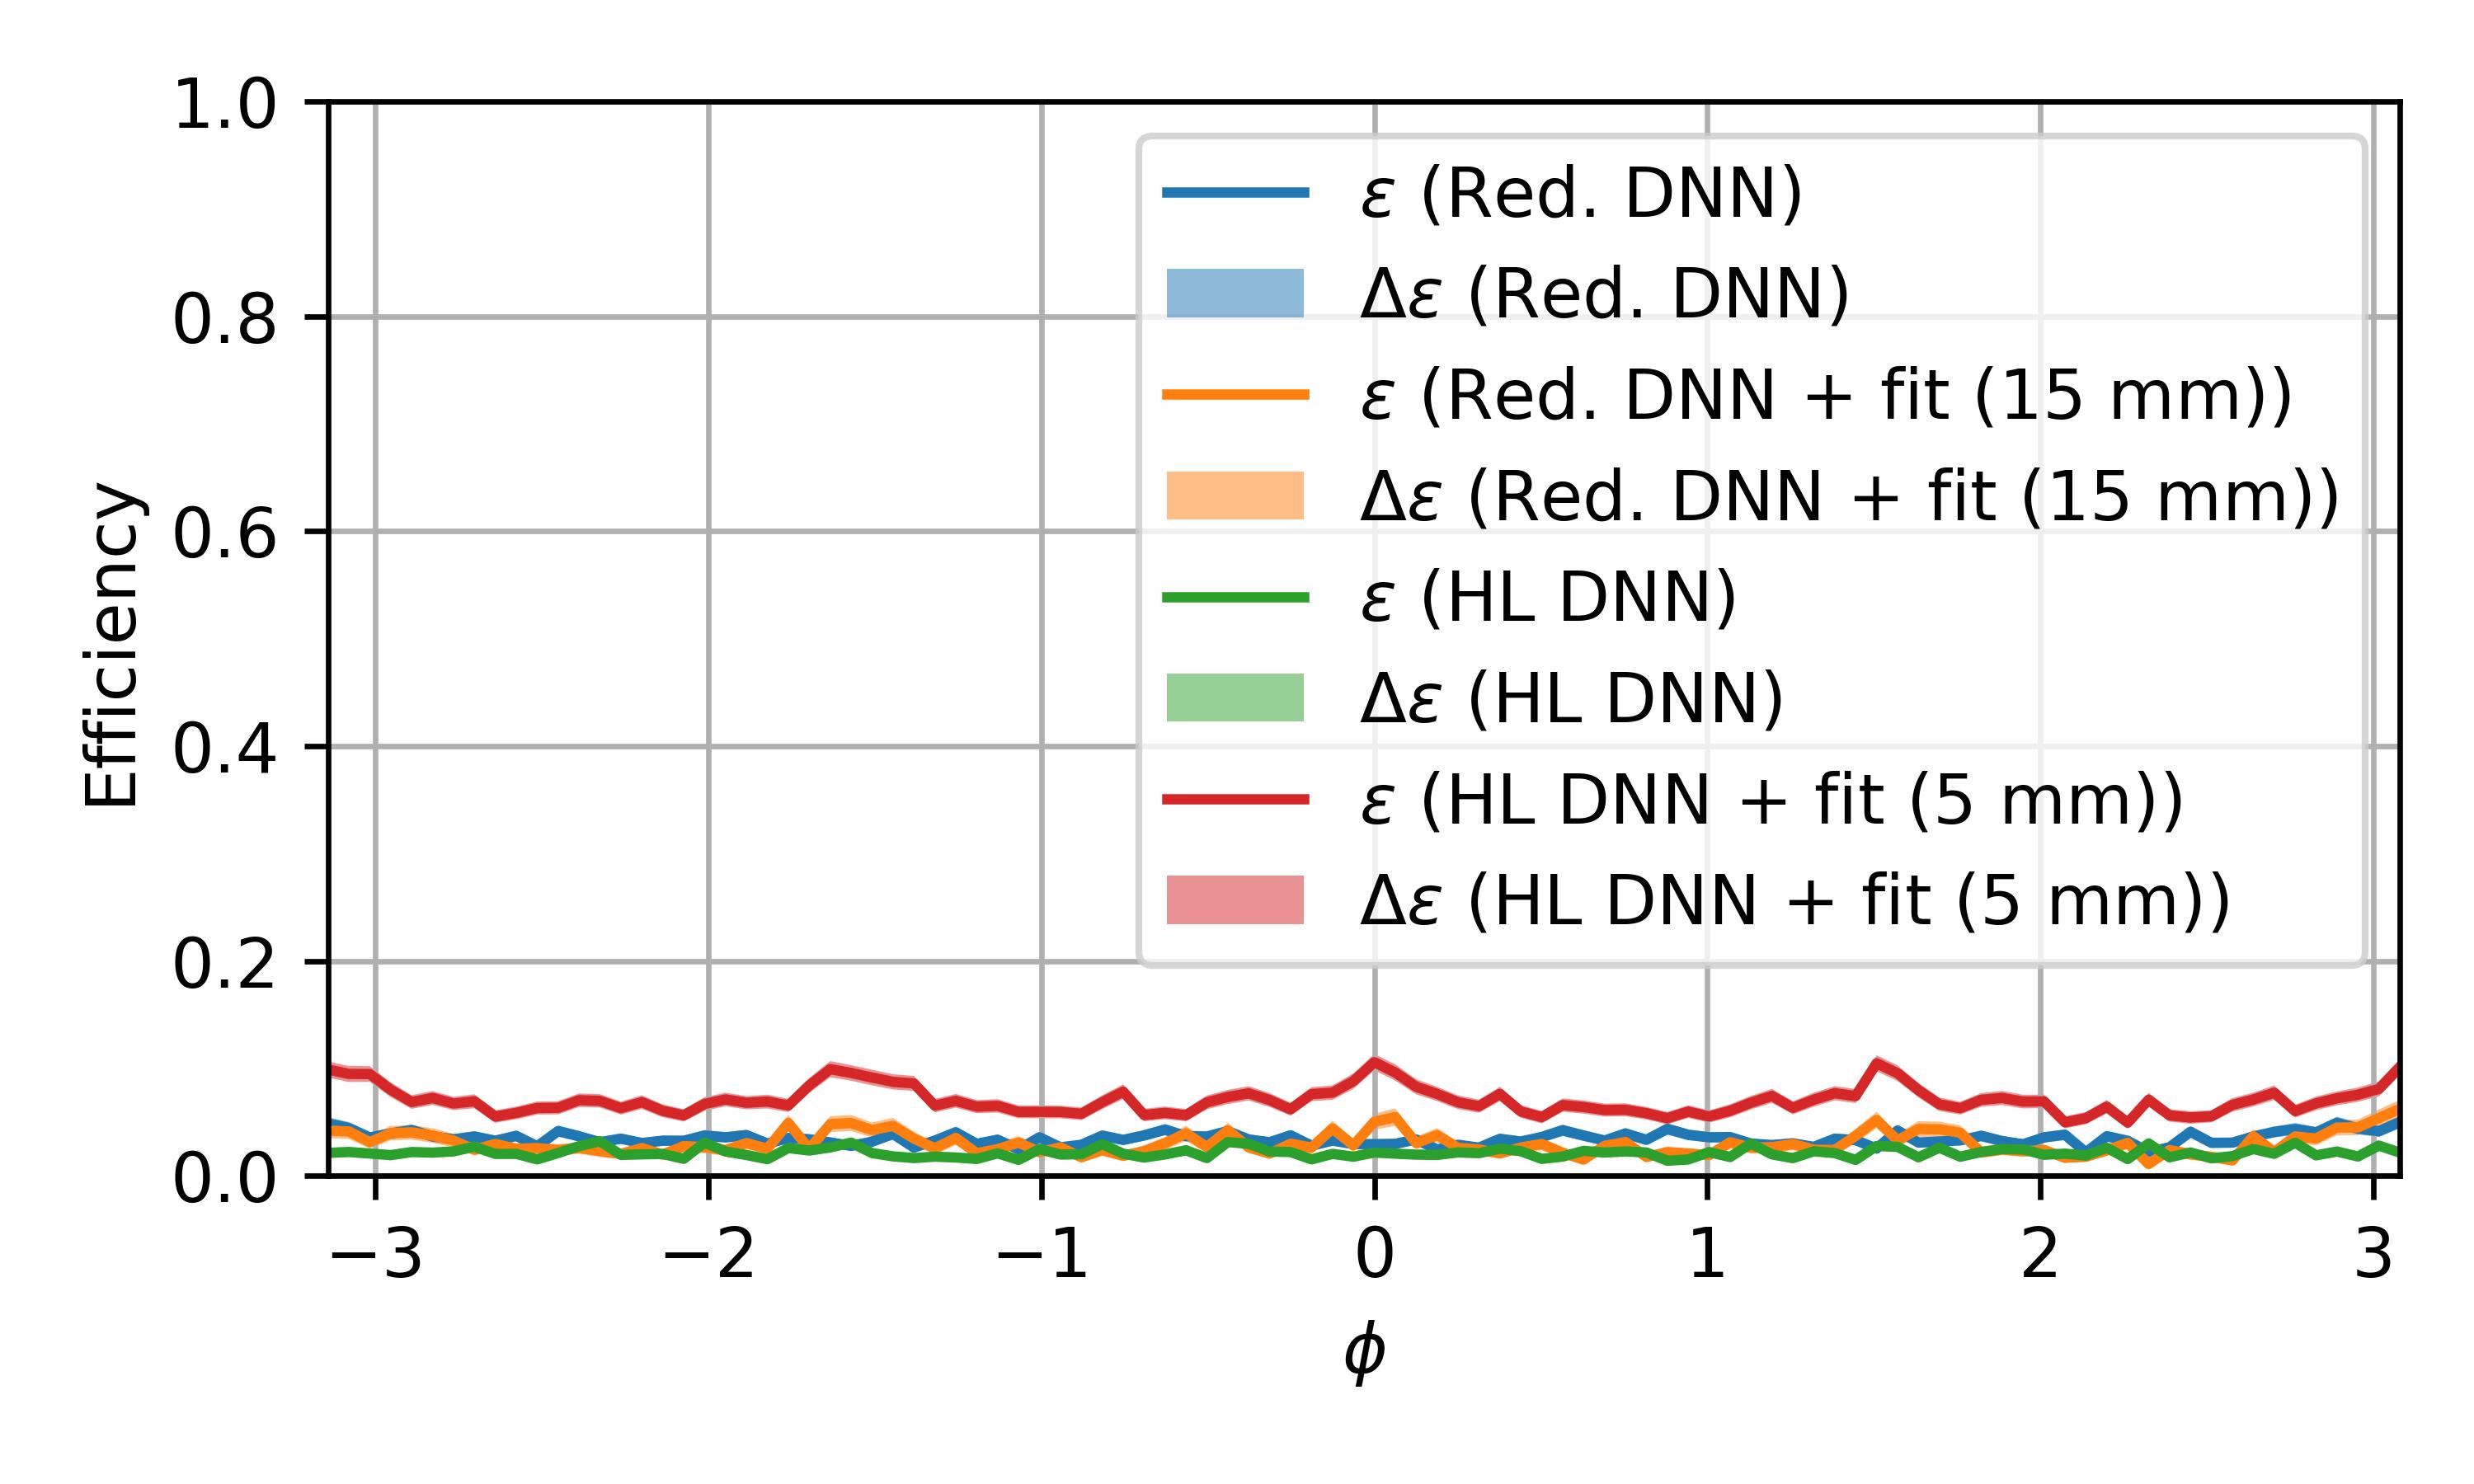 1.0
0.8
0.6
0.4
0.2
0.0
Efficiency
ε (Red. DNN)
Δε (Red. DNN)
ε (Red. DNN + fit (15 mm))
Δε (Red. DNN + fit (15 mm))
ε (HL DNN)
Δε (HL DNN)
ε (HL DNN + fit (5 mm))
Δε (HL DNN + fit (5 mm))
−3 −2 −1 0 1 2 3
ϕ